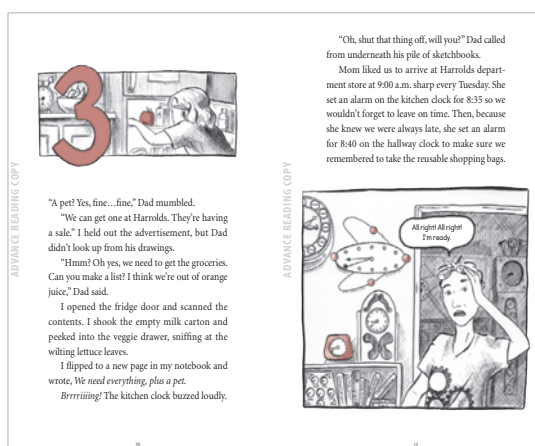 3
ADVANCE READING COPY
“A pet? Yes, fine…fine,” Dad mumbled.
“We can get one at Harrolds. They’re having
a sale.” I held out the advertisement, but Dad
didn’t look up from his drawings.
“Hmm? Oh yes, we need to get the groceries.
Can you make a list? I think we’re out of orange
juice,” Dad said.
I opened the fridge door and scanned the
contents. I shook the empty milk carton and
peeked into the veggie drawer, sniffing at the
wilting lettuce leaves.
I flipped to a new page in my notebook and
wrote, We need everything, plus a pet.
Brrrriiiing! The kitchen clock buzzed loudly.
“Oh, shut that thing off, will you?” Dad called
from underneath his pile of sketchbooks.
Mom liked us to arrive at Harrolds depart-
ment store at 9:00 a.m. sharp every Tuesday. She
set an alarm on the kitchen clock for 8:35 so we
wouldn’t forget to leave on time. Then, because
she knew we were always late, she set an alarm
for 8:40 on the hallway clock to make sure we
remembered to take the reusable shopping bags.
ADVANCE READING COPY
All right! All right!
I’m ready.